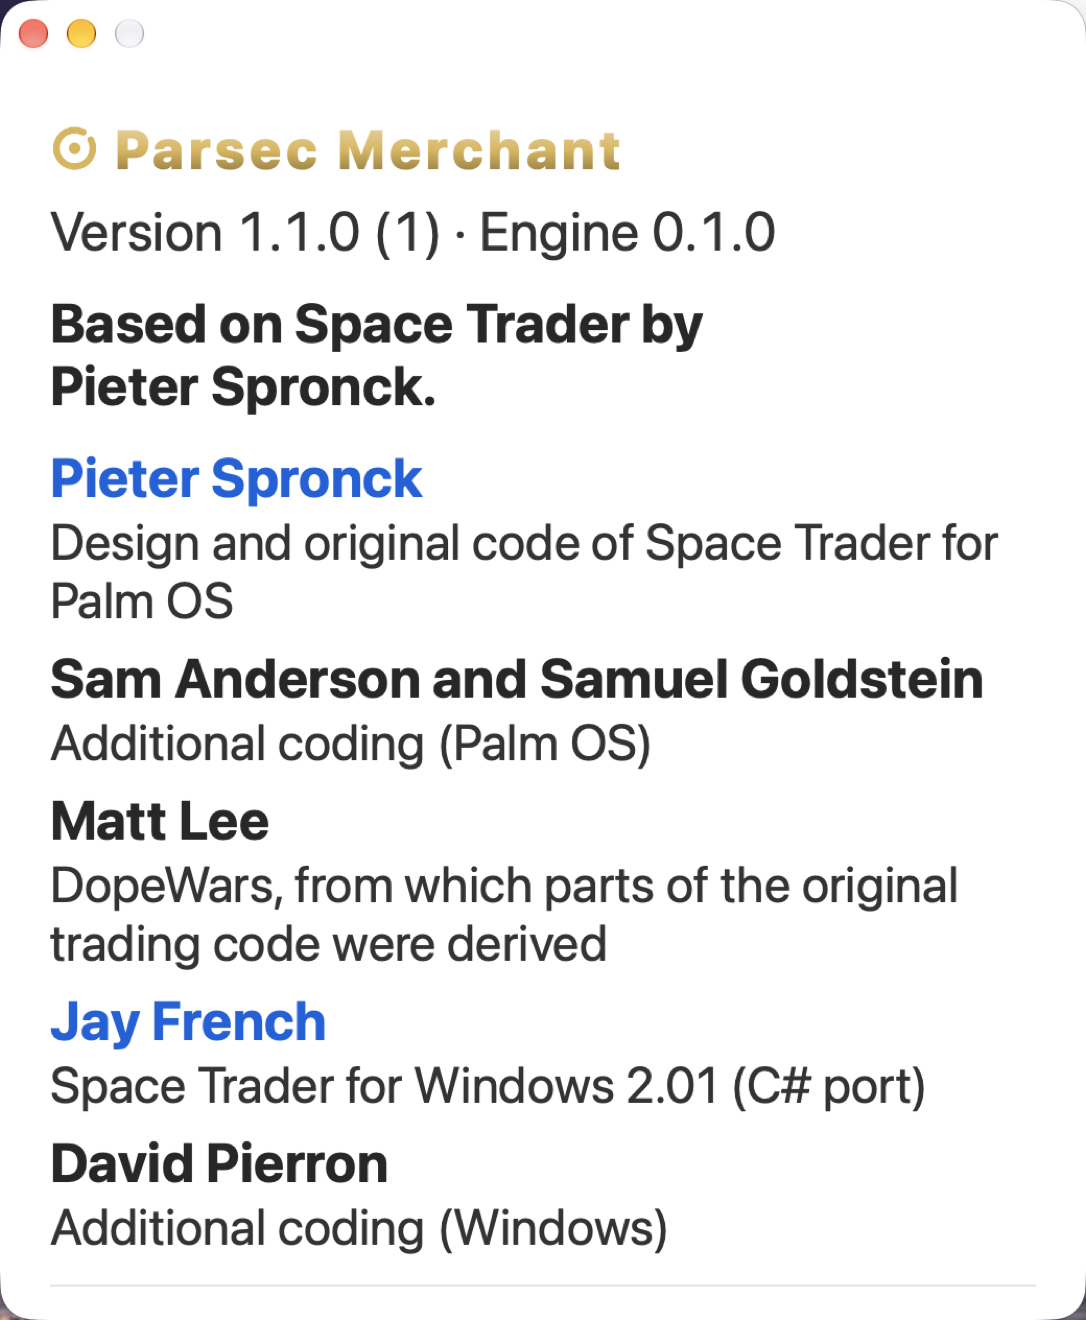 Parsec Merchant
Version 1.1.0 (1) · Engine 0.1.0
Based on Space Trader by
Pieter Spronck.
Pieter Spronck
Design and original code of Space Trader for
Palm OS
Sam Anderson and Samuel Goldstein
Additional coding (Palm OS)
Matt Lee
DopeWars, from which parts of the original
trading code were derived
Jay French
Space Trader for Windows 2.01 (C# port)
David Pierron
Additional coding (Windows)